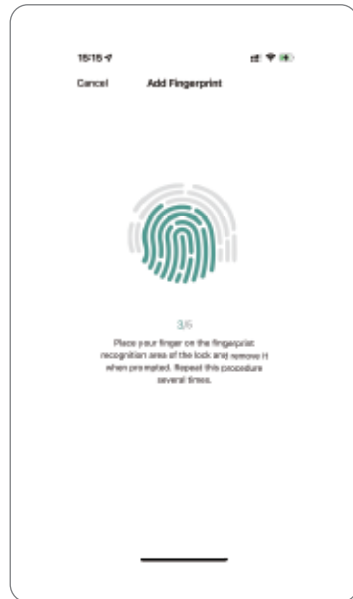 15:15
Cancel Add Fingerprint
3/5
Place your finger on the fingerprint
recognition area of the lock and remove it
when prompted. Repeat this procedure
several times.